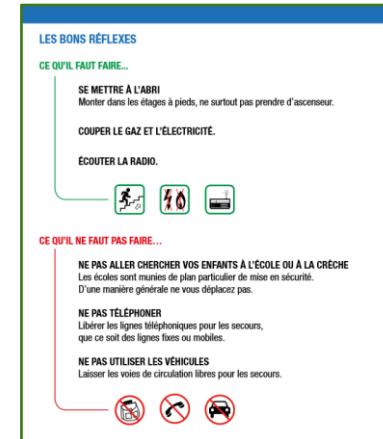 LES BONS RÉFLEXES
CE QU'IL FAUT FAIRE...
SE METTRE À L'ABRI
Monter dans les étages à pieds, ne surtout pas prendre d'ascenseur.
COUPER LE GAZ ET L'ÉLECTRICITÉ.
ÉCOUTER LA RADIO.
CE QU'IL NE FAUT PAS FAIRE...
NE PAS ALLER CHERCHER VOS ENFANTS À L'ÉCOLE OU À LA CRÈCHE
Les écoles sont munies de plan particulier de mise en sécurité.
D'une manière générale ne vous déplacez pas.
NE PAS TÉLÉPHONER
Libérer les lignes téléphoniques pour les secours,
que ce soit des lignes fixes ou mobiles.
NE PAS UTILISER LES VÉHICULES
Laisser les voies de circulation libres pour les secours.